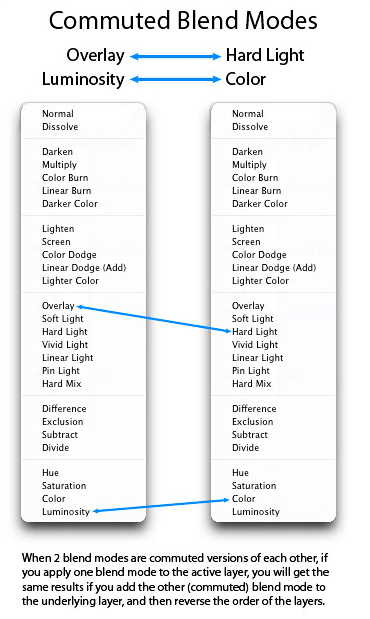 Commuted Blend Modes
Overlay Hard Light
Luminosity Color
Normal
Dissolve
Darken
Multiply
Color Burn
Linear Burn
Darker Color
Lighten
Screen
Color Dodge
Linear Dodge (Add)
Lighter Color
Overlay
Soft Light
Hard Light
Vivid Light
Linear Light
Pin Light
Hard Mix
Difference
Exclusion
Subtract
Divide
Hue
Saturation
Color
Luminosity
Normal
Dissolve
Darken
Multiply
Color Burn
Linear Burn
Darker Color
Lighten
Screen
Color Dodge
Linear Dodge (Add)
Lighter Color
Overlay
Soft Light
Hard Light
Vivid Light
Linear Light
Pin Light
Hard Mix
Difference
Exclusion
Subtract
Divide
Hue
Saturation
Color
Luminosity
When 2 blend modes are commuted versions of each other, if
you apply one blend mode to the active layer, you will get the
same results if you add the other (commuted) blend mode to
the underlying layer, and then reverse the order of the layers.